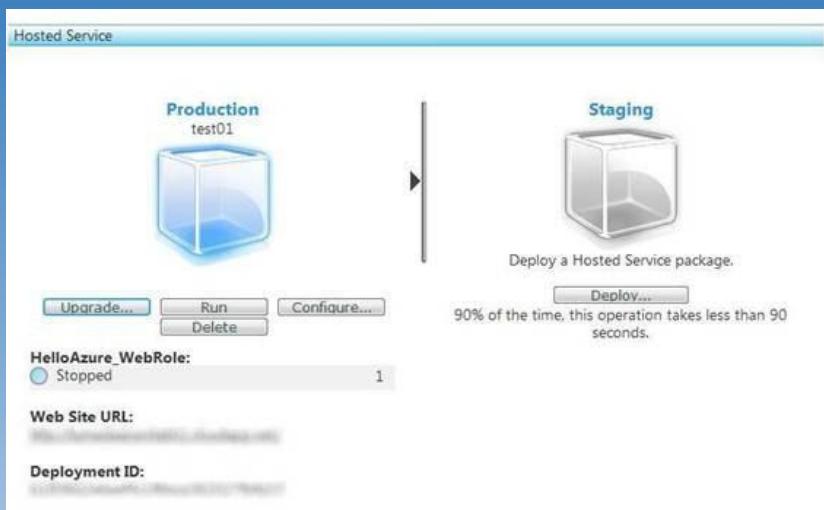 Hosted Service
Production
test01
Upgrade...
Run
Configure...
Delete
HelloAzure_WebRole:
Stopped 1
Web Site URL:
Deployment ID:
Staging
Deploy a Hosted Service package.
Deploy...
90% of the time, this operation takes less than 90
seconds.